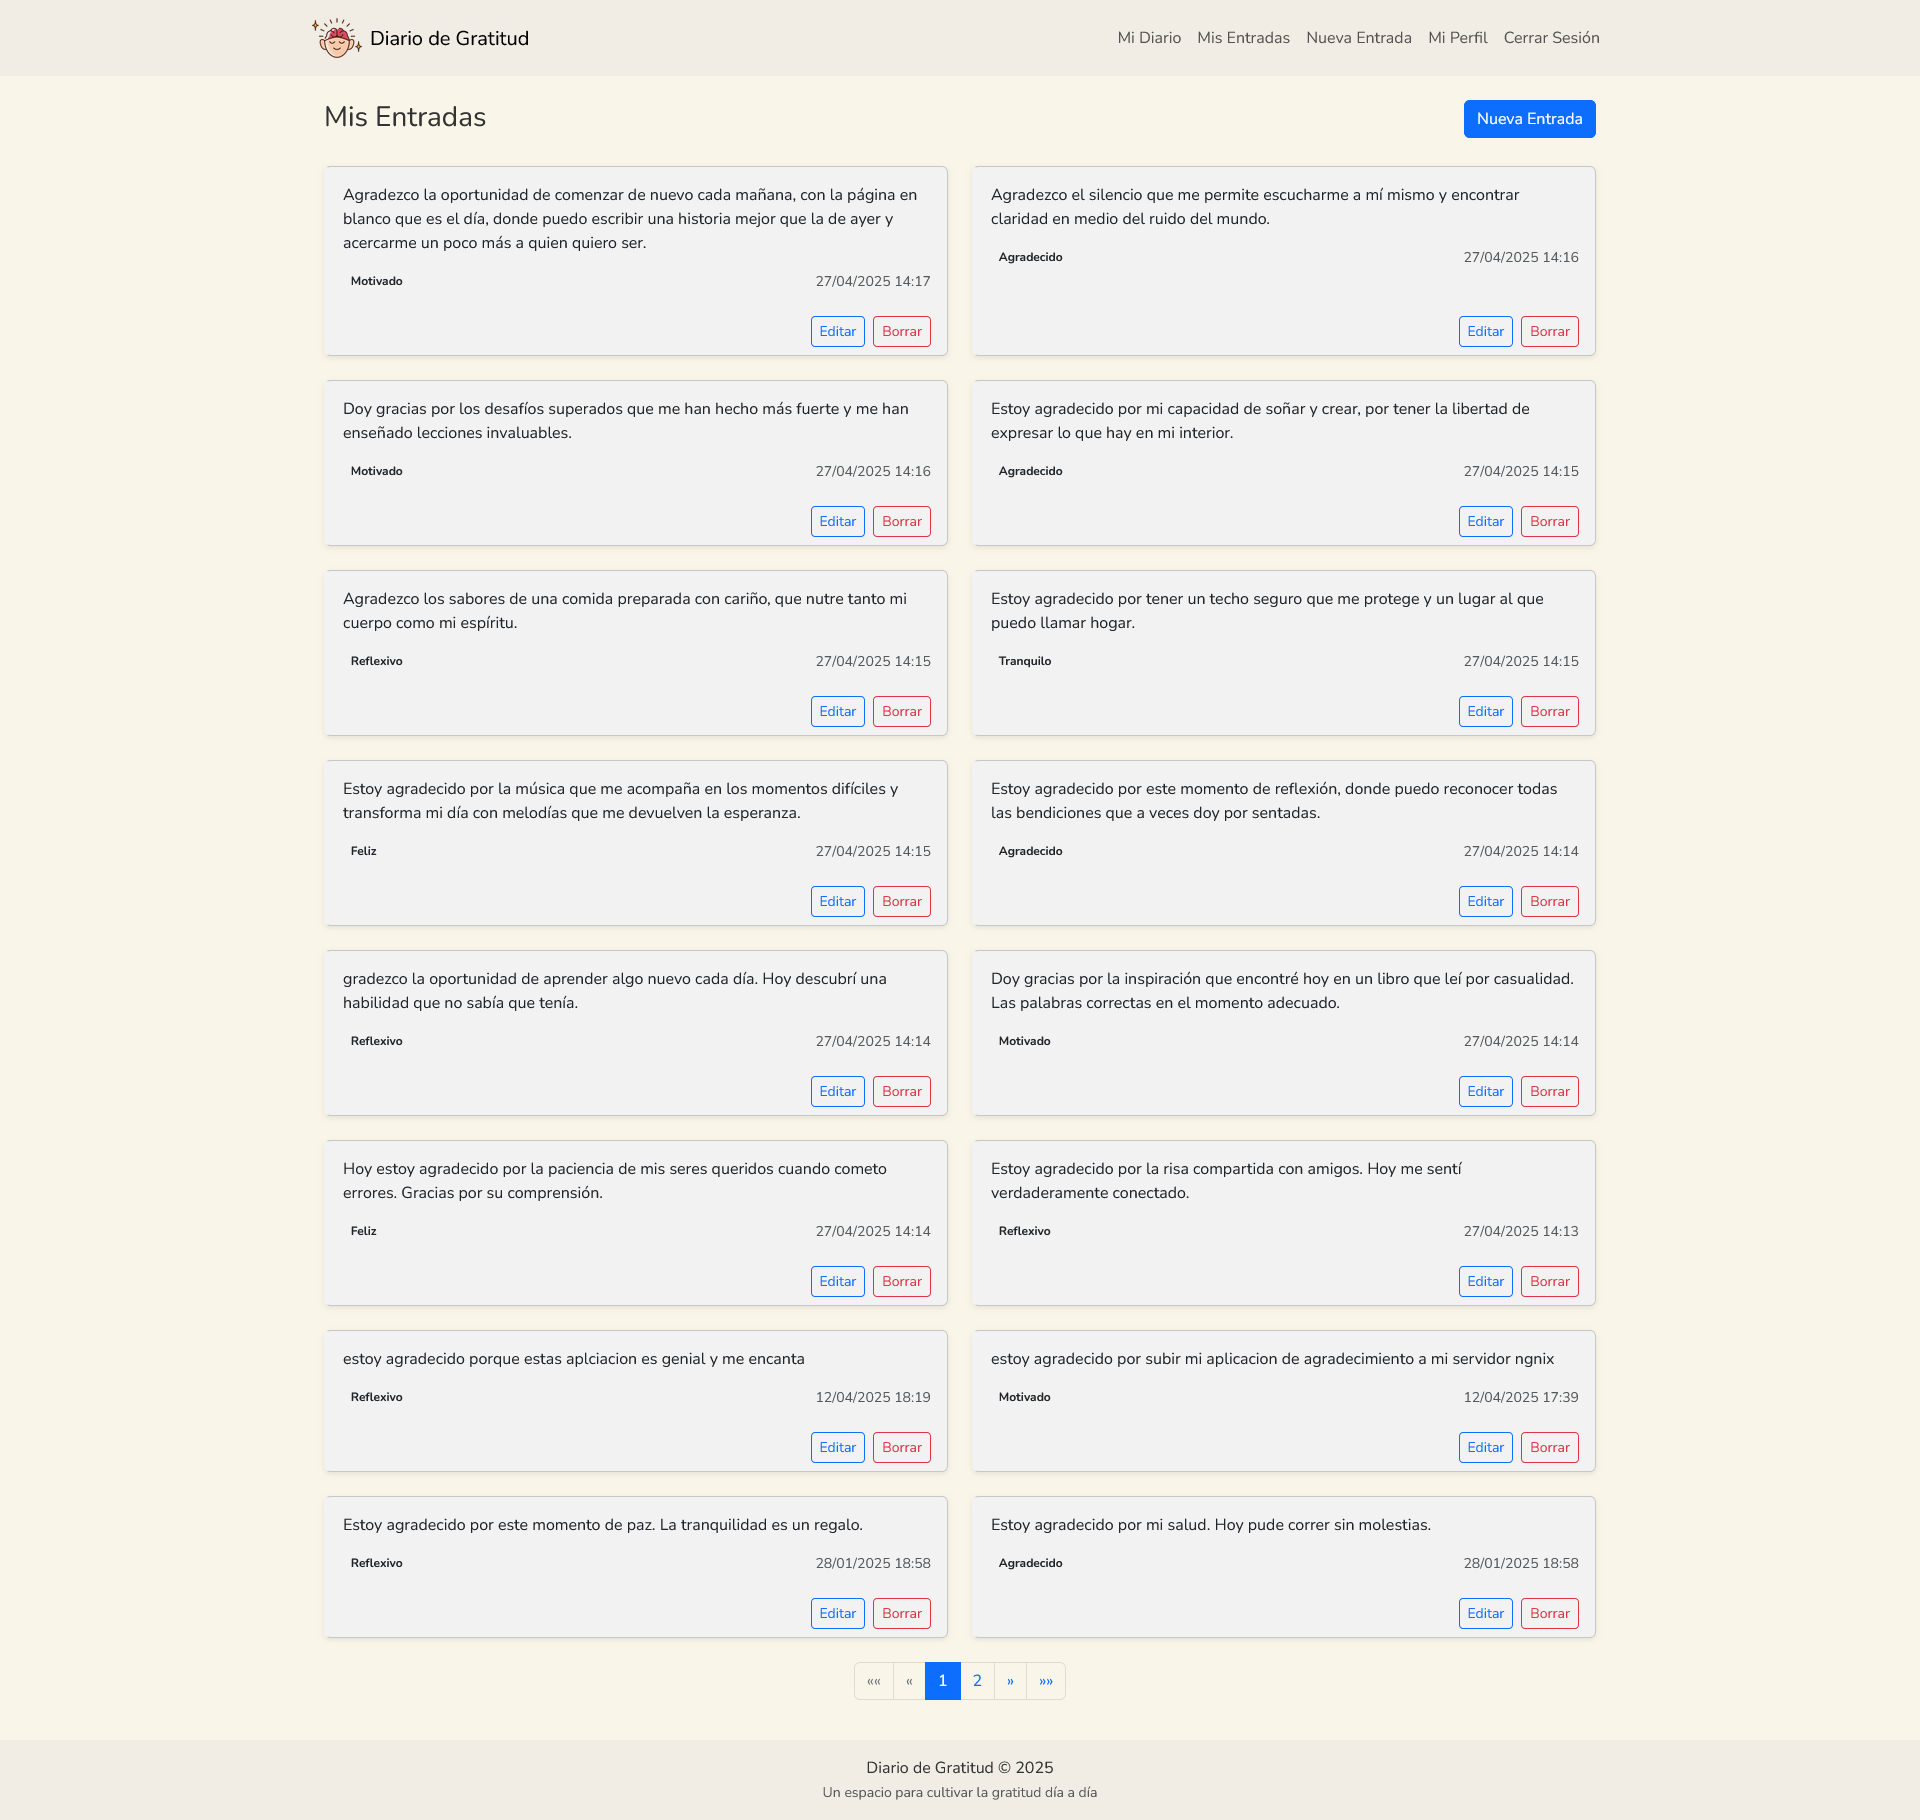 Diario de Gratitud
Mi Diario Mis Entradas Nueva Entrada Mi Perfil Cerrar Sesión
Mis Entradas
Nueva Entrada
Agradezco la oportunidad de comenzar de nuevo cada mañana, con la página en
blanco que es el día, donde puedo escribir una historia mejor que la de ayer y
acercarme un poco más a quien quiero ser.
Motivado 27/04/2025 14:17
Editar Borrar
Agradezco el silencio que me permite escucharme a mí mismo y encontrar
claridad en medio del ruido del mundo.
Agradecido 27/04/2025 14:16
Editar Borrar
Doy gracias por los desafíos superados que me han hecho más fuerte y me han
enseñado lecciones invaluables.
Motivado 27/04/2025 14:16
Editar Borrar
Estoy agradecido por mi capacidad de soñar y crear, por tener la libertad de
expresar lo que hay en mi interior.
Agradecido 27/04/2025 14:15
Editar Borrar
Agradezco los sabores de una comida preparada con cariño, que nutre tanto mi
cuerpo como mi espíritu.
Reflexivo 27/04/2025 14:15
Editar Borrar
Estoy agradecido por tener un techo seguro que me protege y un lugar al que
puedo llamar hogar.
Tranquilo 27/04/2025 14:15
Editar Borrar
Estoy agradecido por la música que me acompaña en los momentos difíciles y
transforma mi día con melodías que me devuelven la esperanza.
Feliz 27/04/2025 14:15
Editar Borrar
Estoy agradecido por este momento de reflexión, donde puedo reconocer todas
las bendiciones que a veces doy por sentadas.
Agradecido 27/04/2025 14:14
Editar Borrar
gradezco la oportunidad de aprender algo nuevo cada día. Hoy descubrí una
habilidad que no sabía que tenía.
Reflexivo 27/04/2025 14:14
Editar Borrar
Doy gracias por la inspiración que encontré hoy en un libro que leí por casualidad.
Las palabras correctas en el momento adecuado.
Motivado 27/04/2025 14:14
Editar Borrar
Hoy estoy agradecido por la paciencia de mis seres queridos cuando cometo
errores. Gracias por su comprensión.
Feliz 27/04/2025 14:14
Editar Borrar
Estoy agradecido por la risa compartida con amigos. Hoy me sentí
verdaderamente conectado.
Reflexivo 27/04/2025 14:13
Editar Borrar
estoy agradecido porque estas aplciacion es genial y me encanta
Reflexivo 12/04/2025 18:19
Editar Borrar
estoy agradecido por subir mi aplicacion de agradecimiento a mi servidor ngnix
Motivado 12/04/2025 17:39
Editar Borrar
Estoy agradecido por este momento de paz. La tranquilidad es un regalo.
Reflexivo 28/01/2025 18:58
Editar Borrar
Estoy agradecido por mi salud. Hoy pude correr sin molestias.
Agradecido 28/01/2025 18:58
Editar Borrar
«« « 1 2 » »»
Diario de Gratitud © 2025
Un espacio para cultivar la gratitud día a día